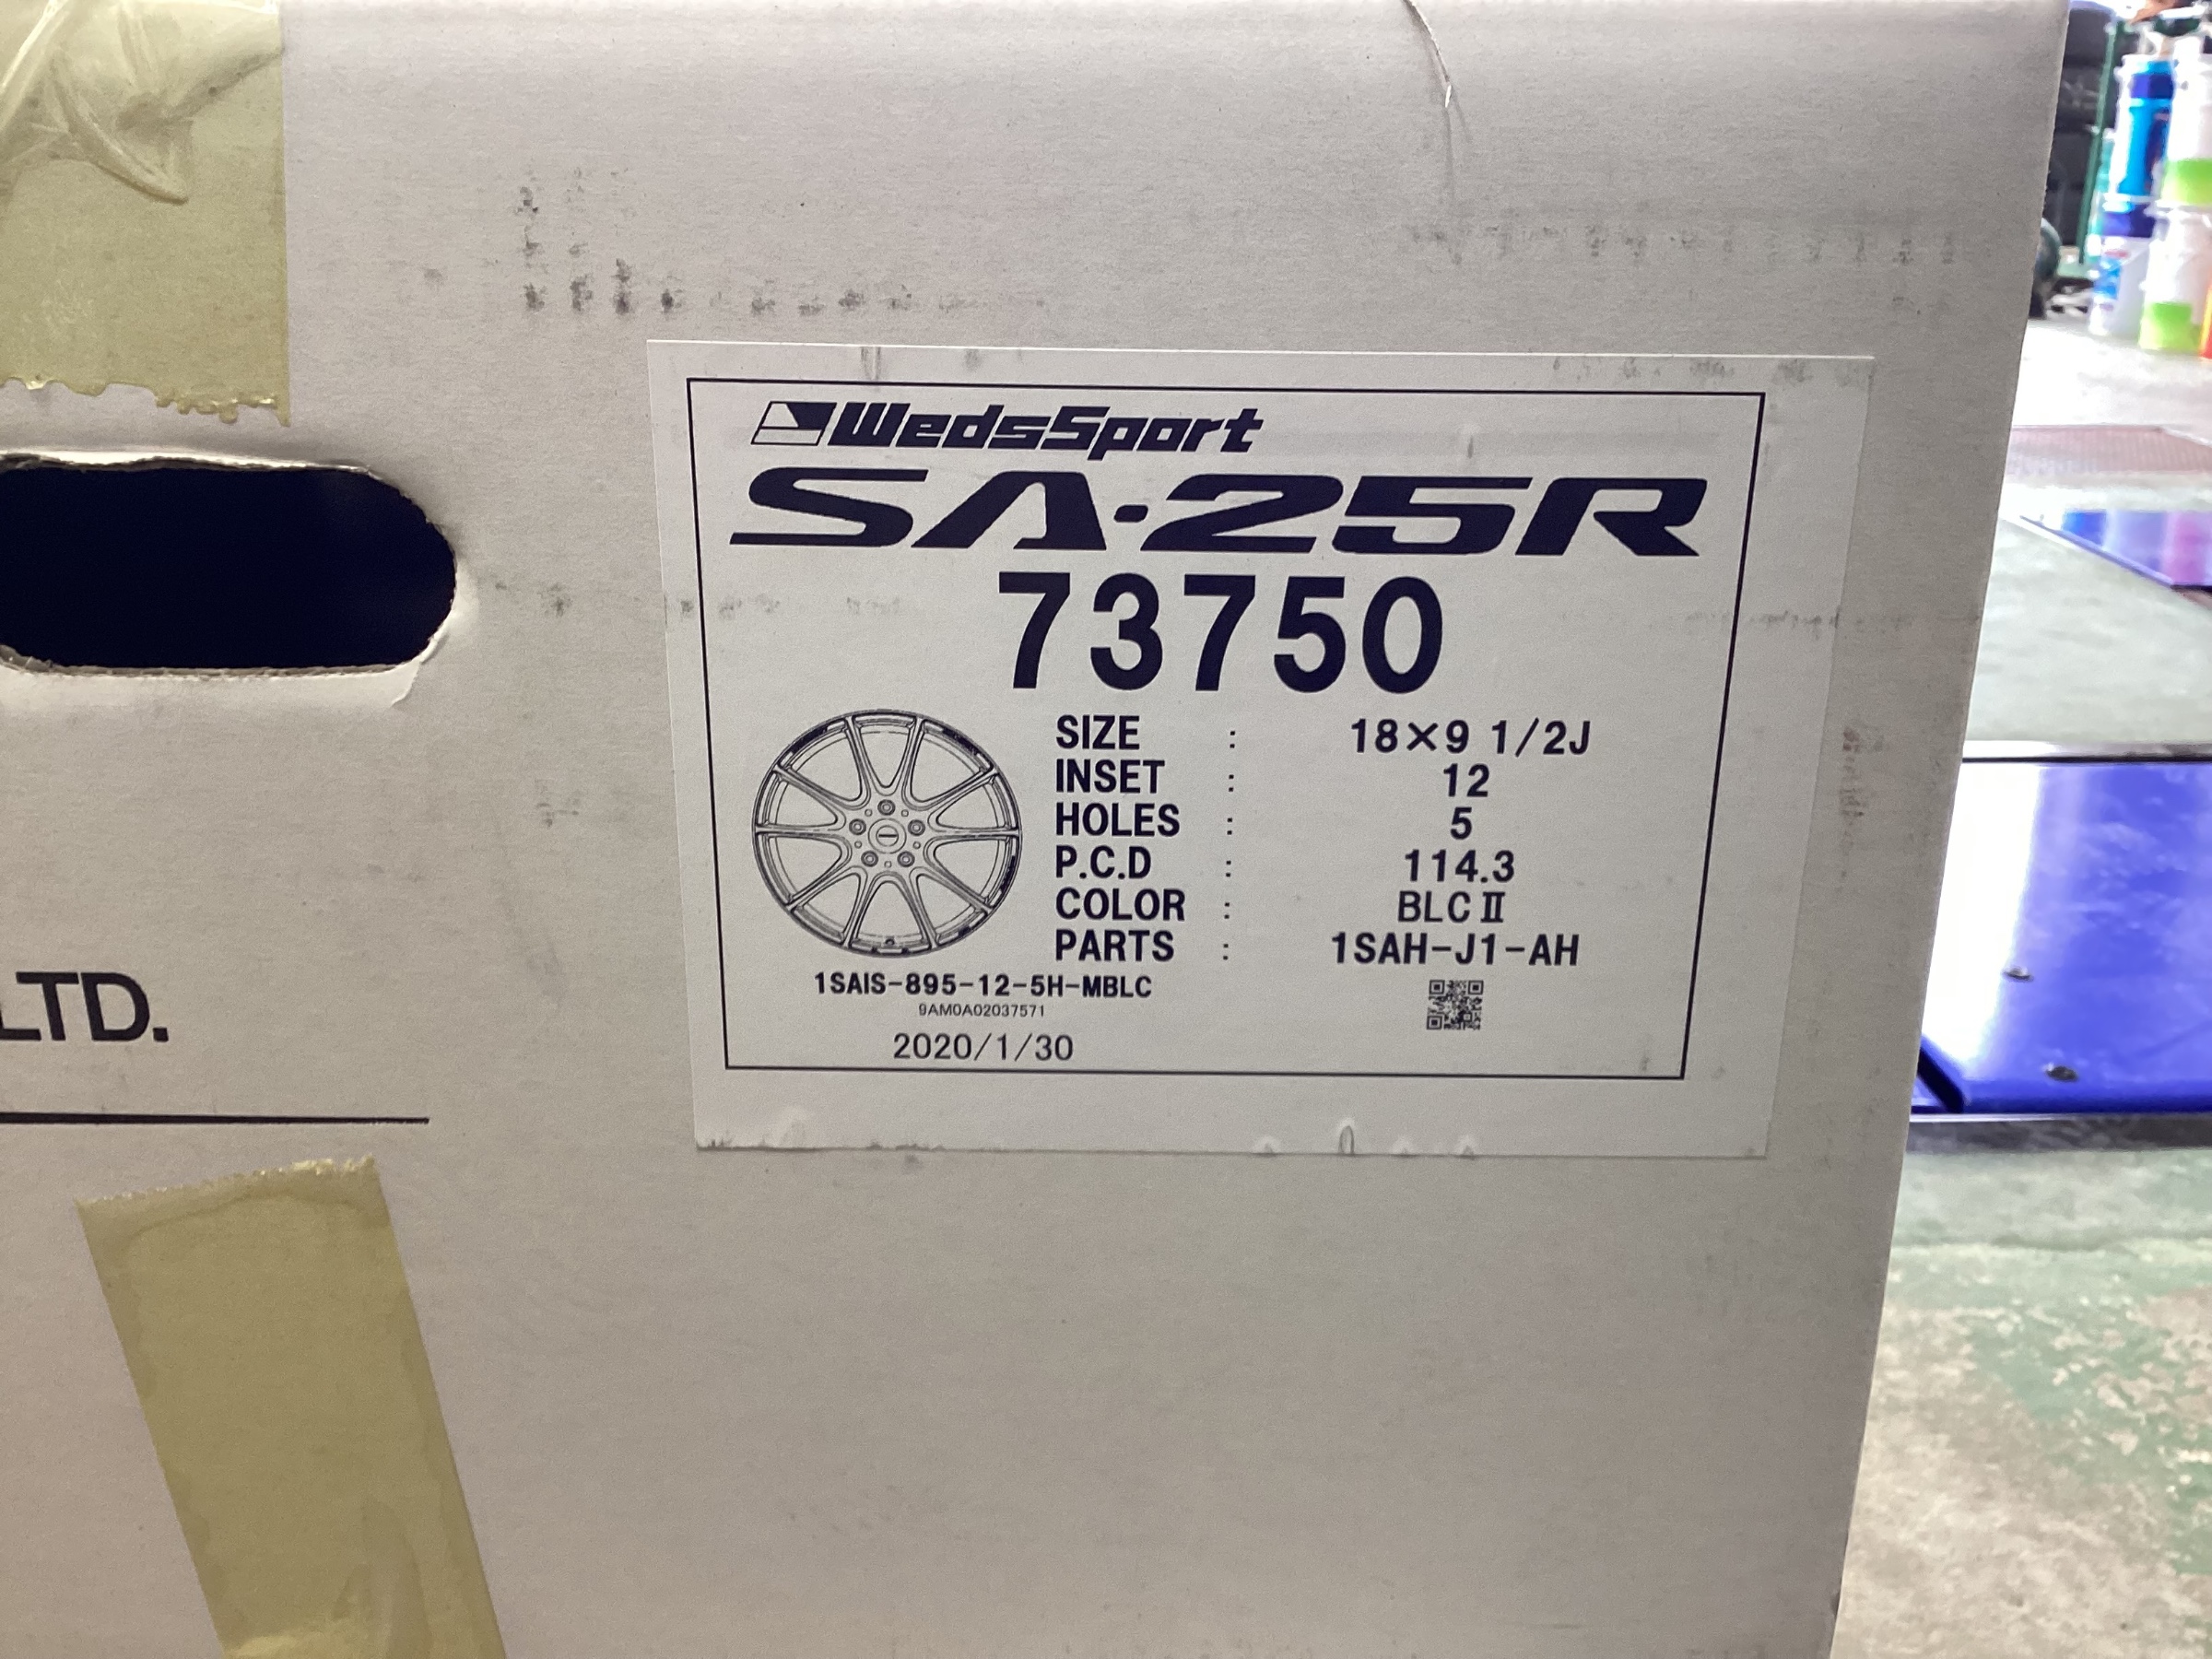 WedsSport
SA-25R
73750
SIZE : 18×9 1/2J
INSET : 12
HOLES : 5
P.C.D : 114.3
COLOR : BLCⅡ
PARTS : 1SAH-J1-AH
1SAIS-895-12-5H-MBLC
9AM0A02037571
2020/1/30
LTD.